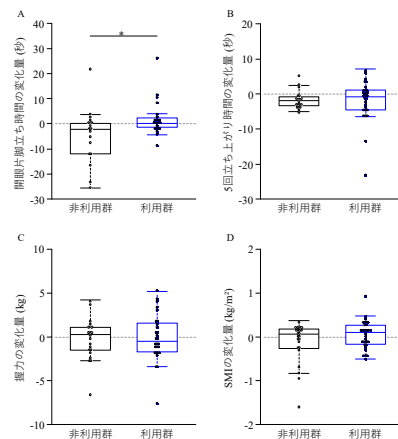 A
開眼片脚立ち時間の変化量 (秒)
40
30
20
10
0
-10
-20
-30
*
非利用群 利用群
B
5回立ち上がり時間の変化量 (秒)
20
10
0
-10
-20
-30
非利用群 利用群
C
握力の変化量 (kg)
10
5
0
-5
-10
非利用群 利用群
D
SMIの変化量 (kg/m²)
2
1
0
-1
-2
非利用群 利用群